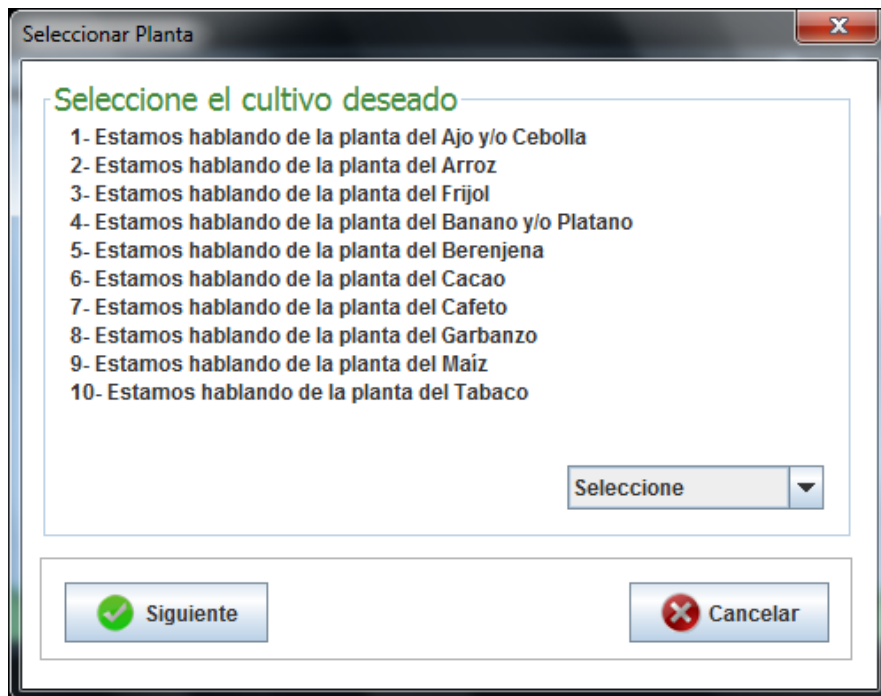 Seleccionar Planta
Seleccione el cultivo deseado
1- Estamos hablando de la planta del Ajo y/o Cebolla
2- Estamos hablando de la planta del Arroz
3- Estamos hablando de la planta del Frijol
4- Estamos hablando de la planta del Banano y/o Platano
5- Estamos hablando de la planta del Berenjena
6- Estamos hablando de la planta del Cacao
7- Estamos hablando de la planta del Cafeto
8- Estamos hablando de la planta del Garbanzo
9- Estamos hablando de la planta del Maíz
10- Estamos hablando de la planta del Tabaco
Seleccione
Siguiente
Cancelar